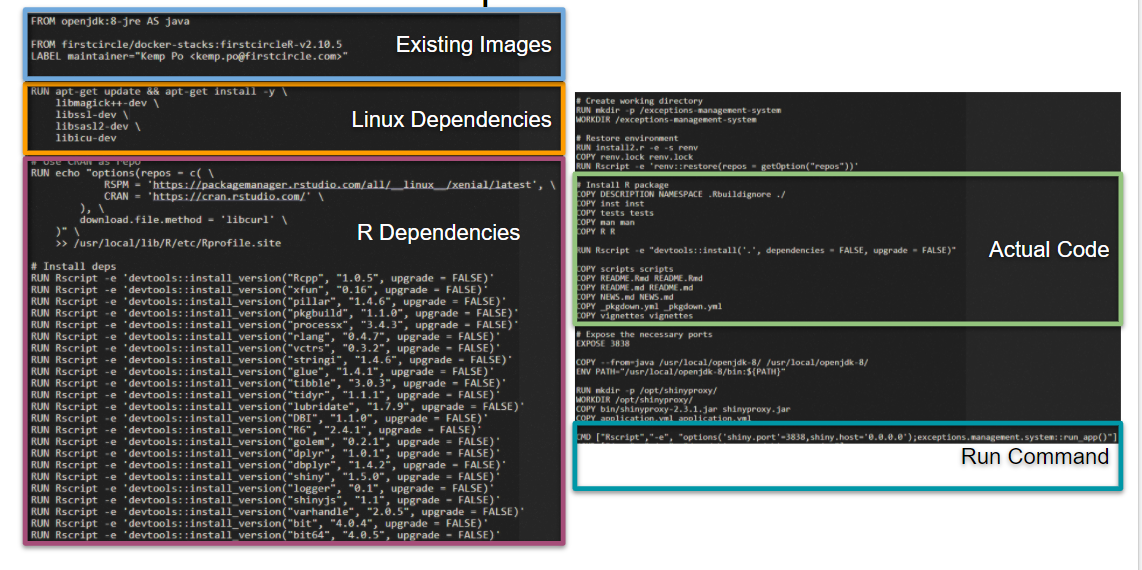 FROM openjdk:8-jre AS java
FROM firstcircle/docker-stacks:firstcircleR-v2.10.5
LABEL maintainer="Kemp Po <kemp.po@firstcircle.com>"
Existing Images
RUN apt-get update && apt-get install -y \
libmagick++-dev \
libssl-dev \
libsasl2-dev \
libicu-dev
Linux Dependencies
# Use CRAN as repo
RUN echo "options(repos = c( \
RSPM = 'https://packagemanager.rstudio.com/all/__linux__/xenial/latest', \
CRAN = 'https://cran.rstudio.com/' \
), \
download.file.method = 'libcurl' \
)" \
>> /usr/local/lib/R/etc/Rprofile.site
R Dependencies
# Install deps
RUN Rscript -e 'devtools::install_version("Rcpp", "1.0.5", upgrade = FALSE)'
RUN Rscript -e 'devtools::install_version("xfun", "0.16", upgrade = FALSE)'
RUN Rscript -e 'devtools::install_version("pillar", "1.4.6", upgrade = FALSE)'
RUN Rscript -e 'devtools::install_version("pkgbuild", "1.1.0", upgrade = FALSE)'
RUN Rscript -e 'devtools::install_version("processx", "3.4.3", upgrade = FALSE)'
RUN Rscript -e 'devtools::install_version("rlang", "0.4.7", upgrade = FALSE)'
RUN Rscript -e 'devtools::install_version("vctrs", "0.3.2", upgrade = FALSE)'
RUN Rscript -e 'devtools::install_version("stringi", "1.4.6", upgrade = FALSE)'
RUN Rscript -e 'devtools::install_version("glue", "1.4.1", upgrade = FALSE)'
RUN Rscript -e 'devtools::install_version("tibble", "3.0.3", upgrade = FALSE)'
RUN Rscript -e 'devtools::install_version("tidyr", "1.1.1", upgrade = FALSE)'
RUN Rscript -e 'devtools::install_version("lubridate", "1.7.9", upgrade = FALSE)'
RUN Rscript -e 'devtools::install_version("DBI", "1.1.0", upgrade = FALSE)'
RUN Rscript -e 'devtools::install_version("R6", "2.4.1", upgrade = FALSE)'
RUN Rscript -e 'devtools::install_version("golem", "0.2.1", upgrade = FALSE)'
RUN Rscript -e 'devtools::install_version("dplyr", "1.0.1", upgrade = FALSE)'
RUN Rscript -e 'devtools::install_version("dbplyr", "1.4.2", upgrade = FALSE)'
RUN Rscript -e 'devtools::install_version("shiny", "1.5.0", upgrade = FALSE)'
RUN Rscript -e 'devtools::install_version("logger", "0.1", upgrade = FALSE)'
RUN Rscript -e 'devtools::install_version("shinyjs", "1.1", upgrade = FALSE)'
RUN Rscript -e 'devtools::install_version("varhandle", "2.0.5", upgrade = FALSE)'
RUN Rscript -e 'devtools::install_version("bit", "4.0.4", upgrade = FALSE)'
RUN Rscript -e 'devtools::install_version("bit64", "4.0.5", upgrade = FALSE)'
# Create working directory
RUN mkdir -p /exceptions-management-system
WORKDIR /exceptions-management-system
# Restore environment
RUN install2.r -e -s renv
COPY renv.lock renv.lock
RUN Rscript -e 'renv::restore(repos = getOption("repos"))'
# Install R package
COPY DESCRIPTION NAMESPACE .Rbuildignore ./
COPY inst inst
COPY tests tests
COPY man man
COPY R R
RUN Rscript -e "devtools::install('.', dependencies = FALSE, upgrade = FALSE)"
Actual Code
COPY scripts scripts
COPY README.Rmd README.Rmd
COPY README.md README.md
COPY NEWS.md NEWS.md
COPY _pkgdown.yml _pkgdown.yml
COPY vignettes vignettes
# Expose the necessary ports
EXPOSE 3838
COPY --from=java /usr/local/openjdk-8/ /usr/local/openjdk-8/
ENV PATH="/usr/local/openjdk-8/bin:${PATH}"
RUN mkdir -p /opt/shinyproxy/
WORKDIR /opt/shinyproxy/
COPY bin/shinyproxy-2.3.1.jar shinyproxy.jar
COPY application.yml application.yml
CMD ["Rscript","-e", "options('shiny.port'=3838,shiny.host='0.0.0.0');exceptions.management.system::run_app()"]
Run Command